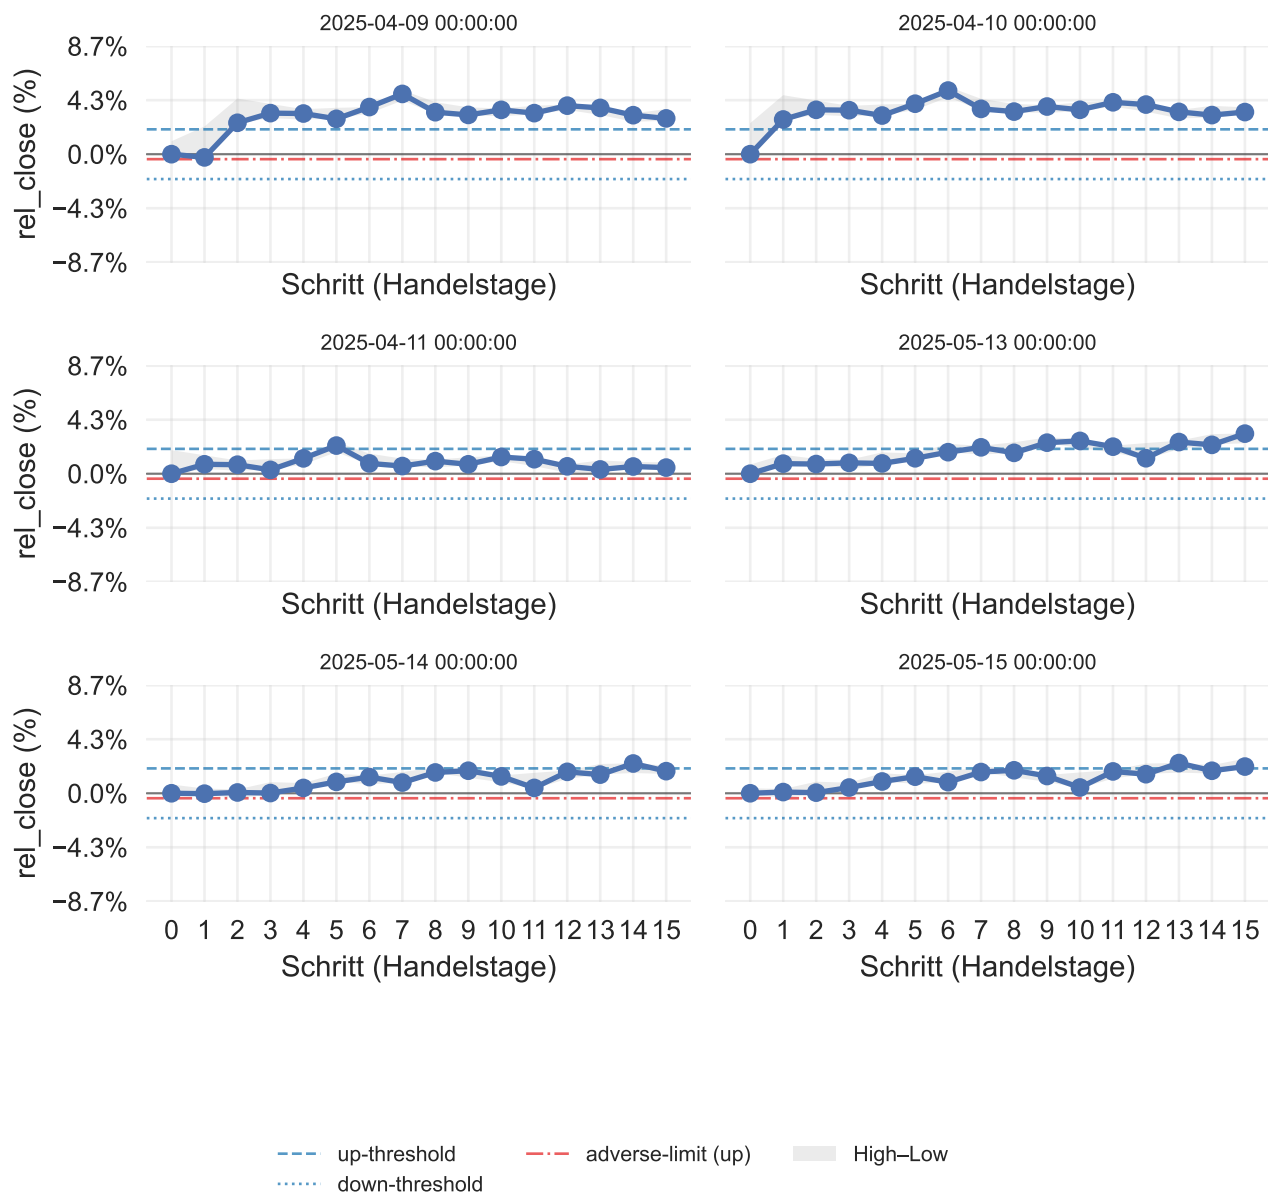 2025-04-09 00:00:00
2025-04-10 00:00:00
8.7%
4.3%
0.0%
−4.3%
−8.7%
rel_close (%)
Schritt (Handelstage)
Schritt (Handelstage)
2025-04-11 00:00:00
2025-05-13 00:00:00
8.7%
4.3%
0.0%
−4.3%
−8.7%
rel_close (%)
Schritt (Handelstage)
Schritt (Handelstage)
2025-05-14 00:00:00
2025-05-15 00:00:00
8.7%
4.3%
0.0%
−4.3%
−8.7%
rel_close (%)
0 1 2 3 4 5 6 7 8 9 10 11 12 13 14 15
0 1 2 3 4 5 6 7 8 9 10 11 12 13 14 15
Schritt (Handelstage)
Schritt (Handelstage)
up-threshold
adverse-limit (up)
High–Low
down-threshold